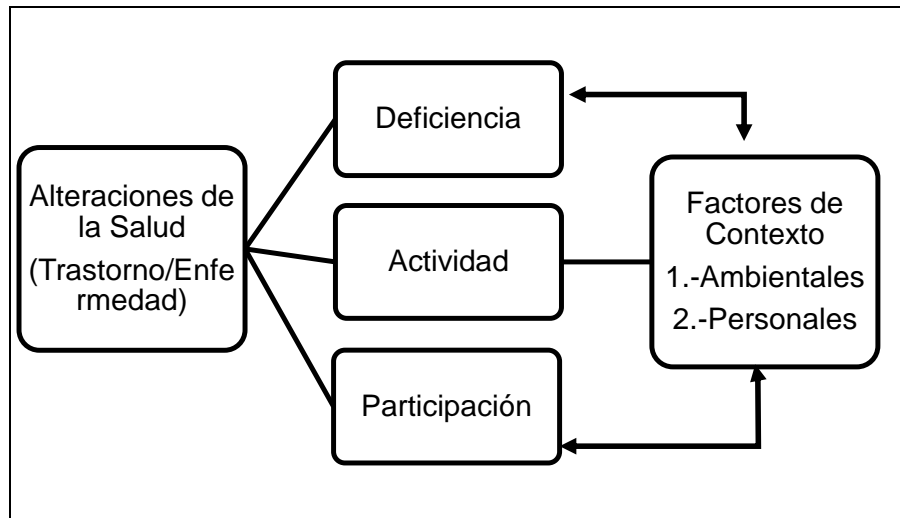 Alteraciones de
la Salud
(Trastorno/Enfe
rmedad)
Deficiencia
Actividad
Participación
Factores de
Contexto
1.-Ambientales
2.-Personales